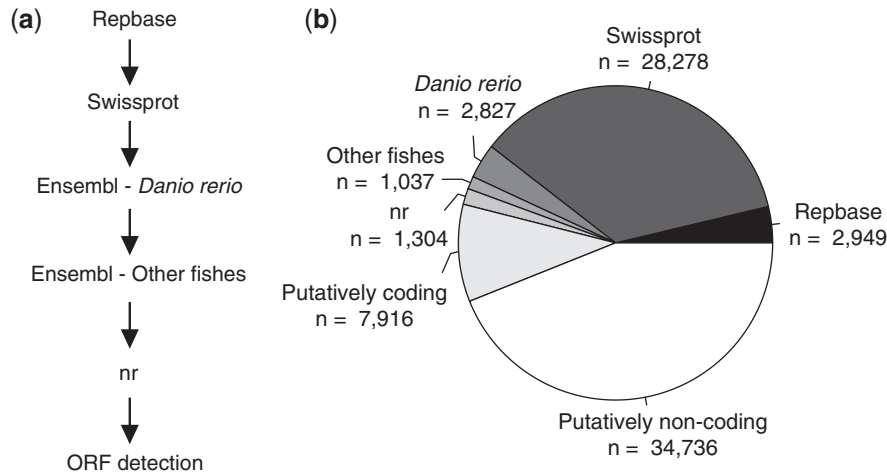 (a)
Repbase
Swissprot
Ensembl - Danio rerio
Ensembl - Other fishes
nr
ORF detection
(b)
Swissprot
n = 28,278
Danio rerio
n = 2,827
Other fishes
n = 1,037
nr
n = 1,304
Putatively coding
n = 7,916
Repbase
n = 2,949
Putatively non-coding
n = 34,736